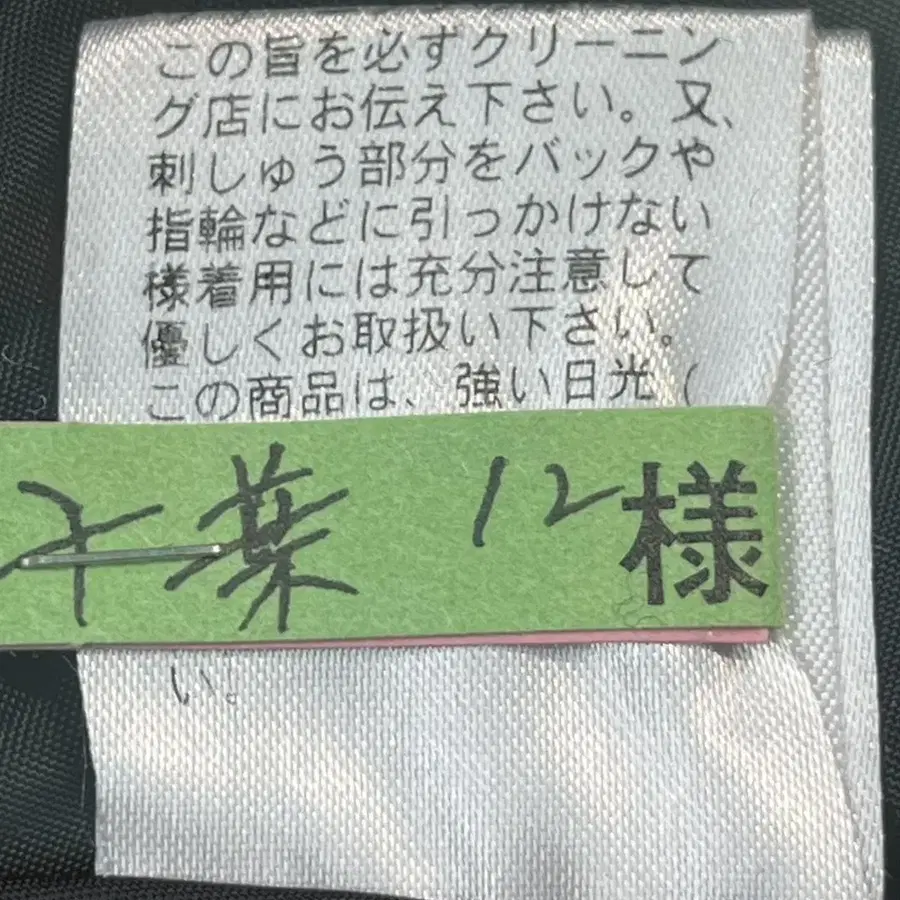 この旨を必ずクリーニン
グ店にお伝え下さい。又、
刺しゅう部分をバックや
指輪などに引っかけない
様着用には充分注意して
優しくお取扱い下さい。
この商品は、強い日光(
千葉 12 様
い。